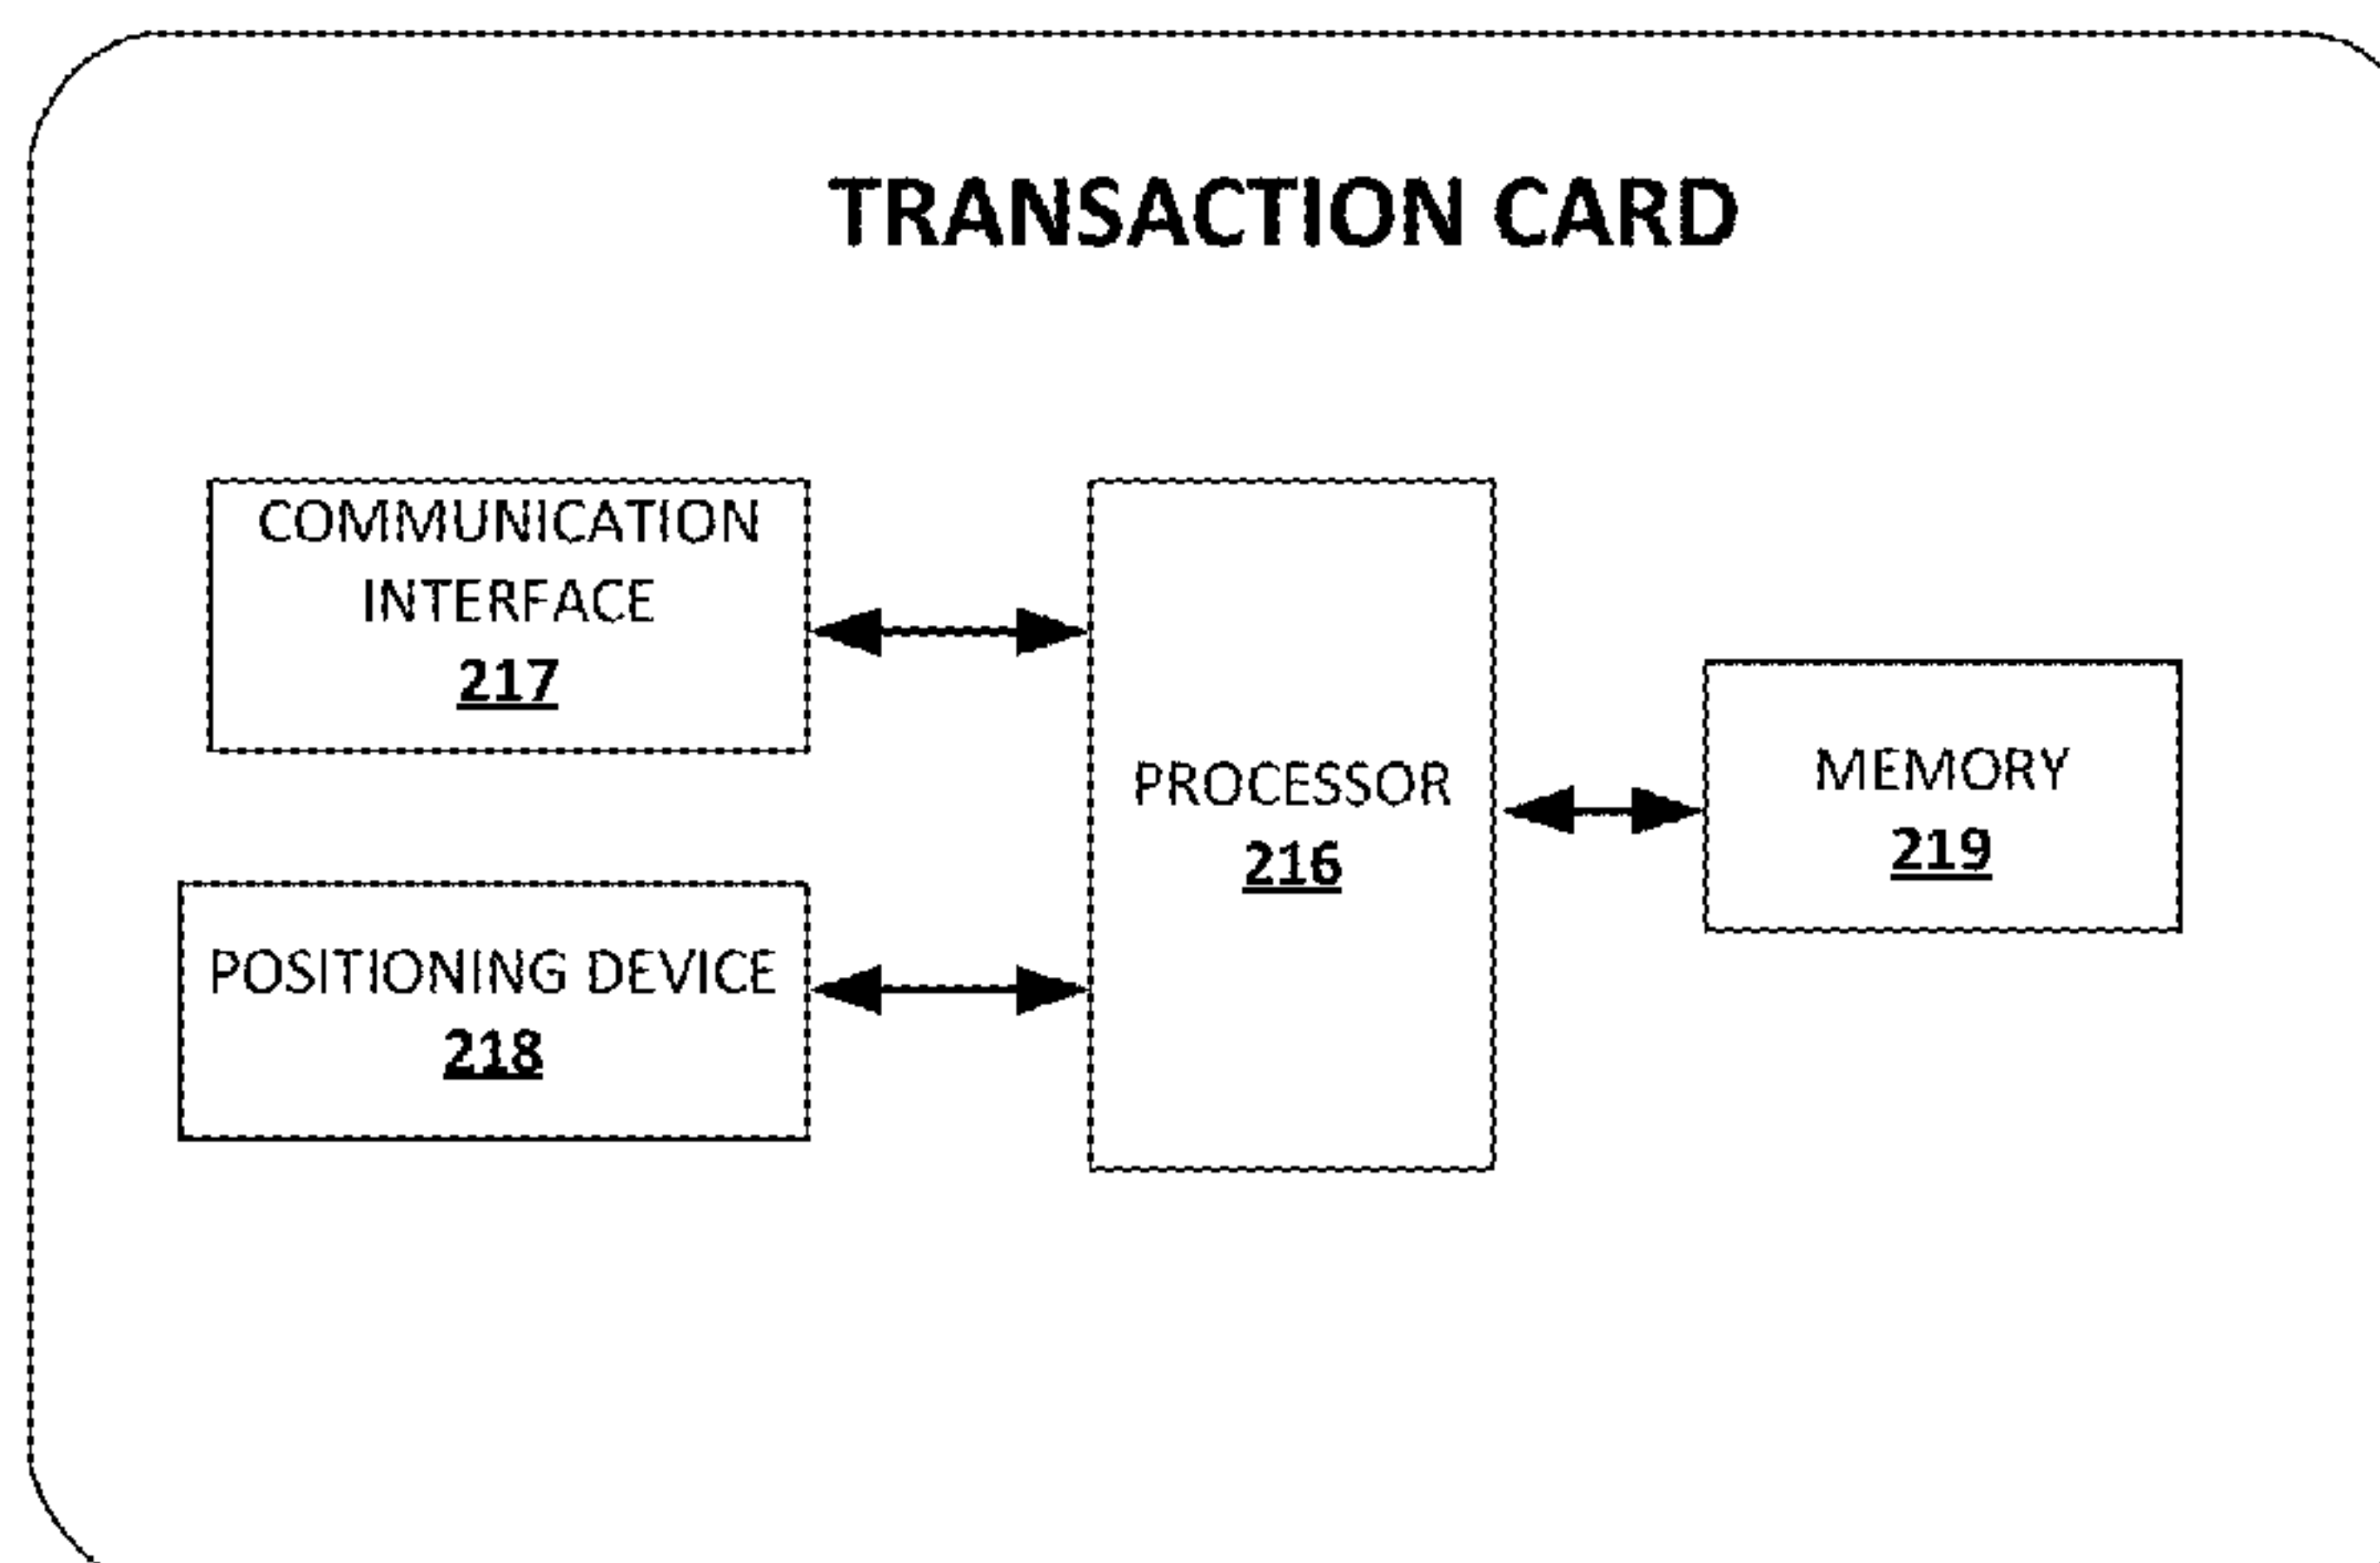 TRANSACTION CARD
COMMUNICATION
INTERFACE
217
POSITIONING DEVICE
218
PROCESSOR
216
MEMORY
219